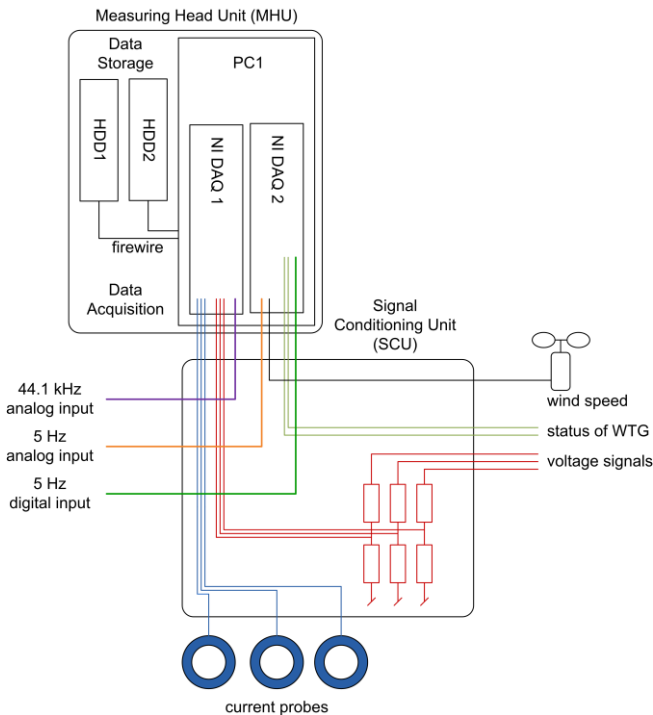 Measuring Head Unit (MHU)
Data
Storage
PC1
HDD1
HDD2
NI DAQ 1
NI DAQ 2
firewire
Data
Acquisition
Signal
Conditioning Unit
(SCU)
44.1 kHz
analog input
wind speed
5 Hz
analog input
status of WTG
voltage signals
5 Hz
digital input
current probes